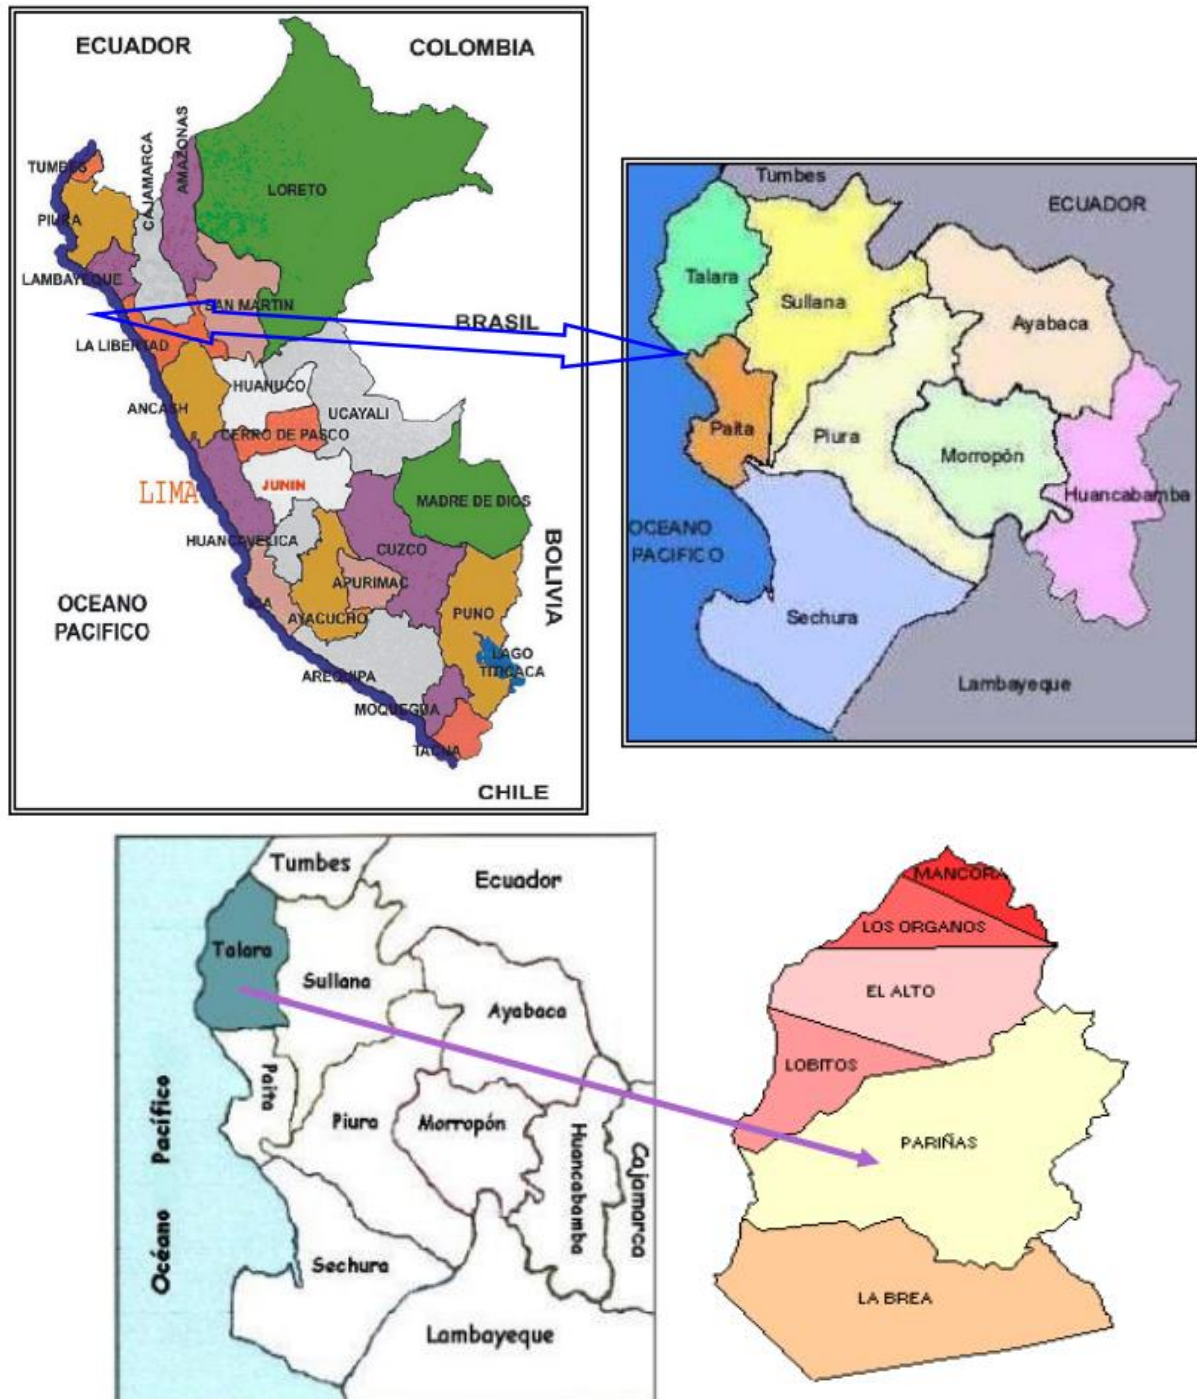 ECUADOR
COLOMBIA
TUMBES
PIURA
CAJAMARCA
AMAZONAS
LORETO
LAMBAYEQUE
SAN MARTIN
BRASIL
LA LIBERTAD
HUANUCO
ANCASH
UCAYALI
CERRO DE PASCO
LIMA
JUNIN
MADRE DE DIOS
HUANCAVELICA
CUZCO
BOLIVIA
APURIMAC
OCEANO
PACIFICO
AYACUCHO
PUNO
LAGO
TITICACA
AREQUIPA
MOQUEGUA
TACNA
CHILE
Tumbes
ECUADOR
Talara
Sullana
Ayabaca
Paita
Piura
Morropón
Huancabamba
OCEANO
PACIFICO
Sechura
Lambayeque
Tumbes
Ecuador
Talara
Sullana
Ayabaca
Paita
Piura
Morropón
Huancabamba
Cajamarca
Océano Pacífico
Sechura
Lambayeque
MANCORA
LOS ORGANOS
EL ALTO
LOBITOS
PARIÑAS
LA BREA